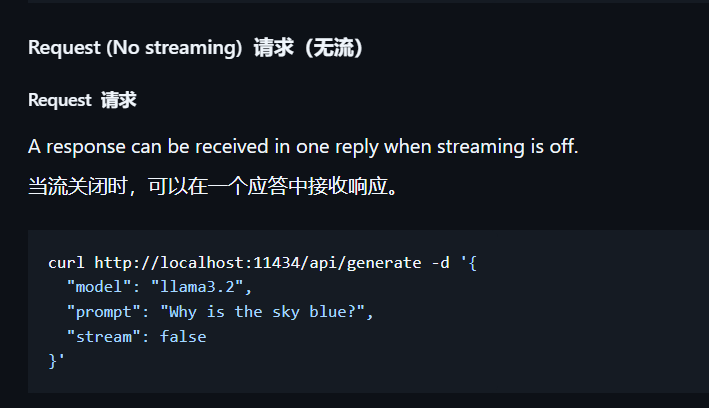 Request (No streaming) 请求（无流）
Request 请求
A response can be received in one reply when streaming is off.
当流关闭时，可以在一个应答中接收响应。
curl http://localhost:11434/api/generate -d '{
  "model": "llama3.2",
  "prompt": "Why is the sky blue?",
  "stream": false
}'